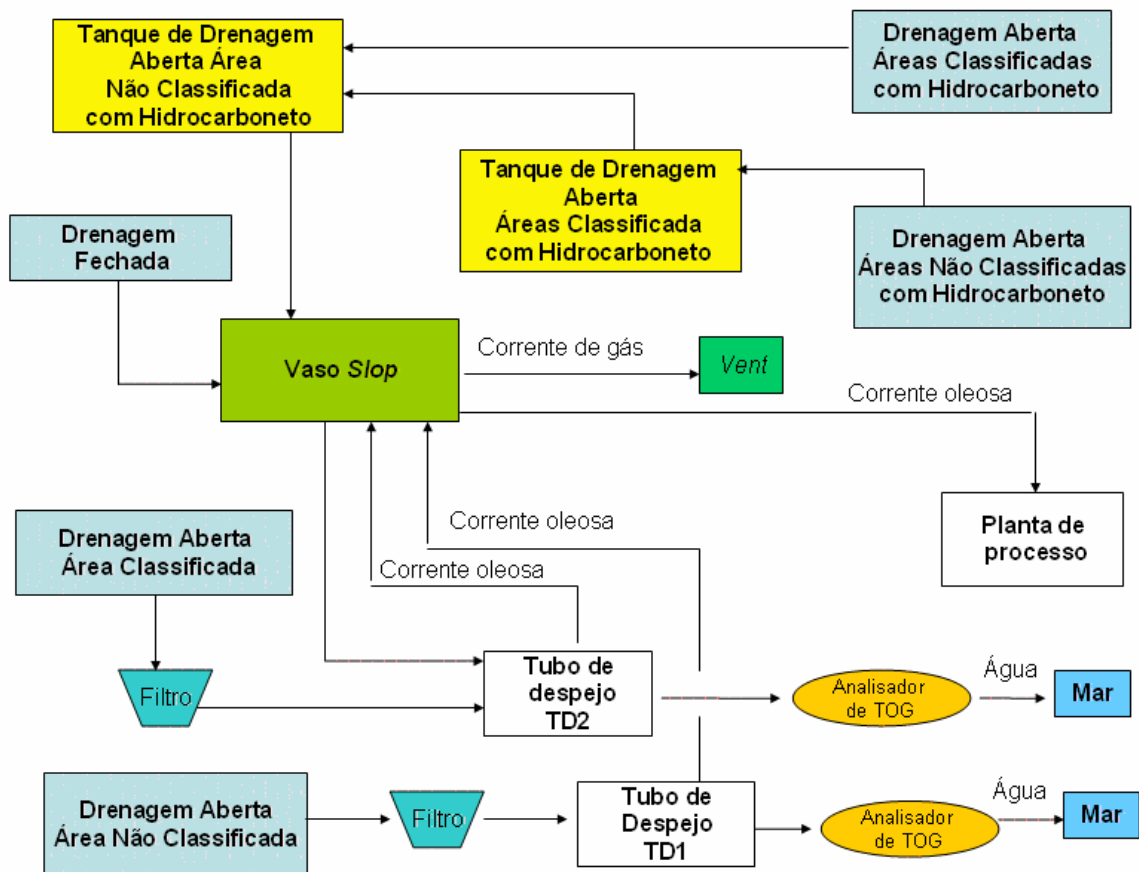 Tanque de Drenagem
Aberta Área
Não Classificada
com Hidrocarboneto
Drenagem Aberta
Áreas Classificadas
com Hidrocarboneto
Tanque de Drenagem
Aberta
Áreas Classificada
com Hidrocarboneto
Drenagem Aberta
Áreas Não Classificadas
com Hidrocarboneto
Drenagem
Fechada
Vaso Slop
Corrente de gás
Vent
Corrente oleosa
Planta de
processo
Corrente oleosa
Corrente oleosa
Drenagem Aberta
Área Classificada
Filtro
Tubo de
despejo
TD2
Analisador
de TOG
Água
Mar
Drenagem Aberta
Área Não Classificada
Filtro
Tubo de
Despejo
TD1
Analisador
de TOG
Água
Mar